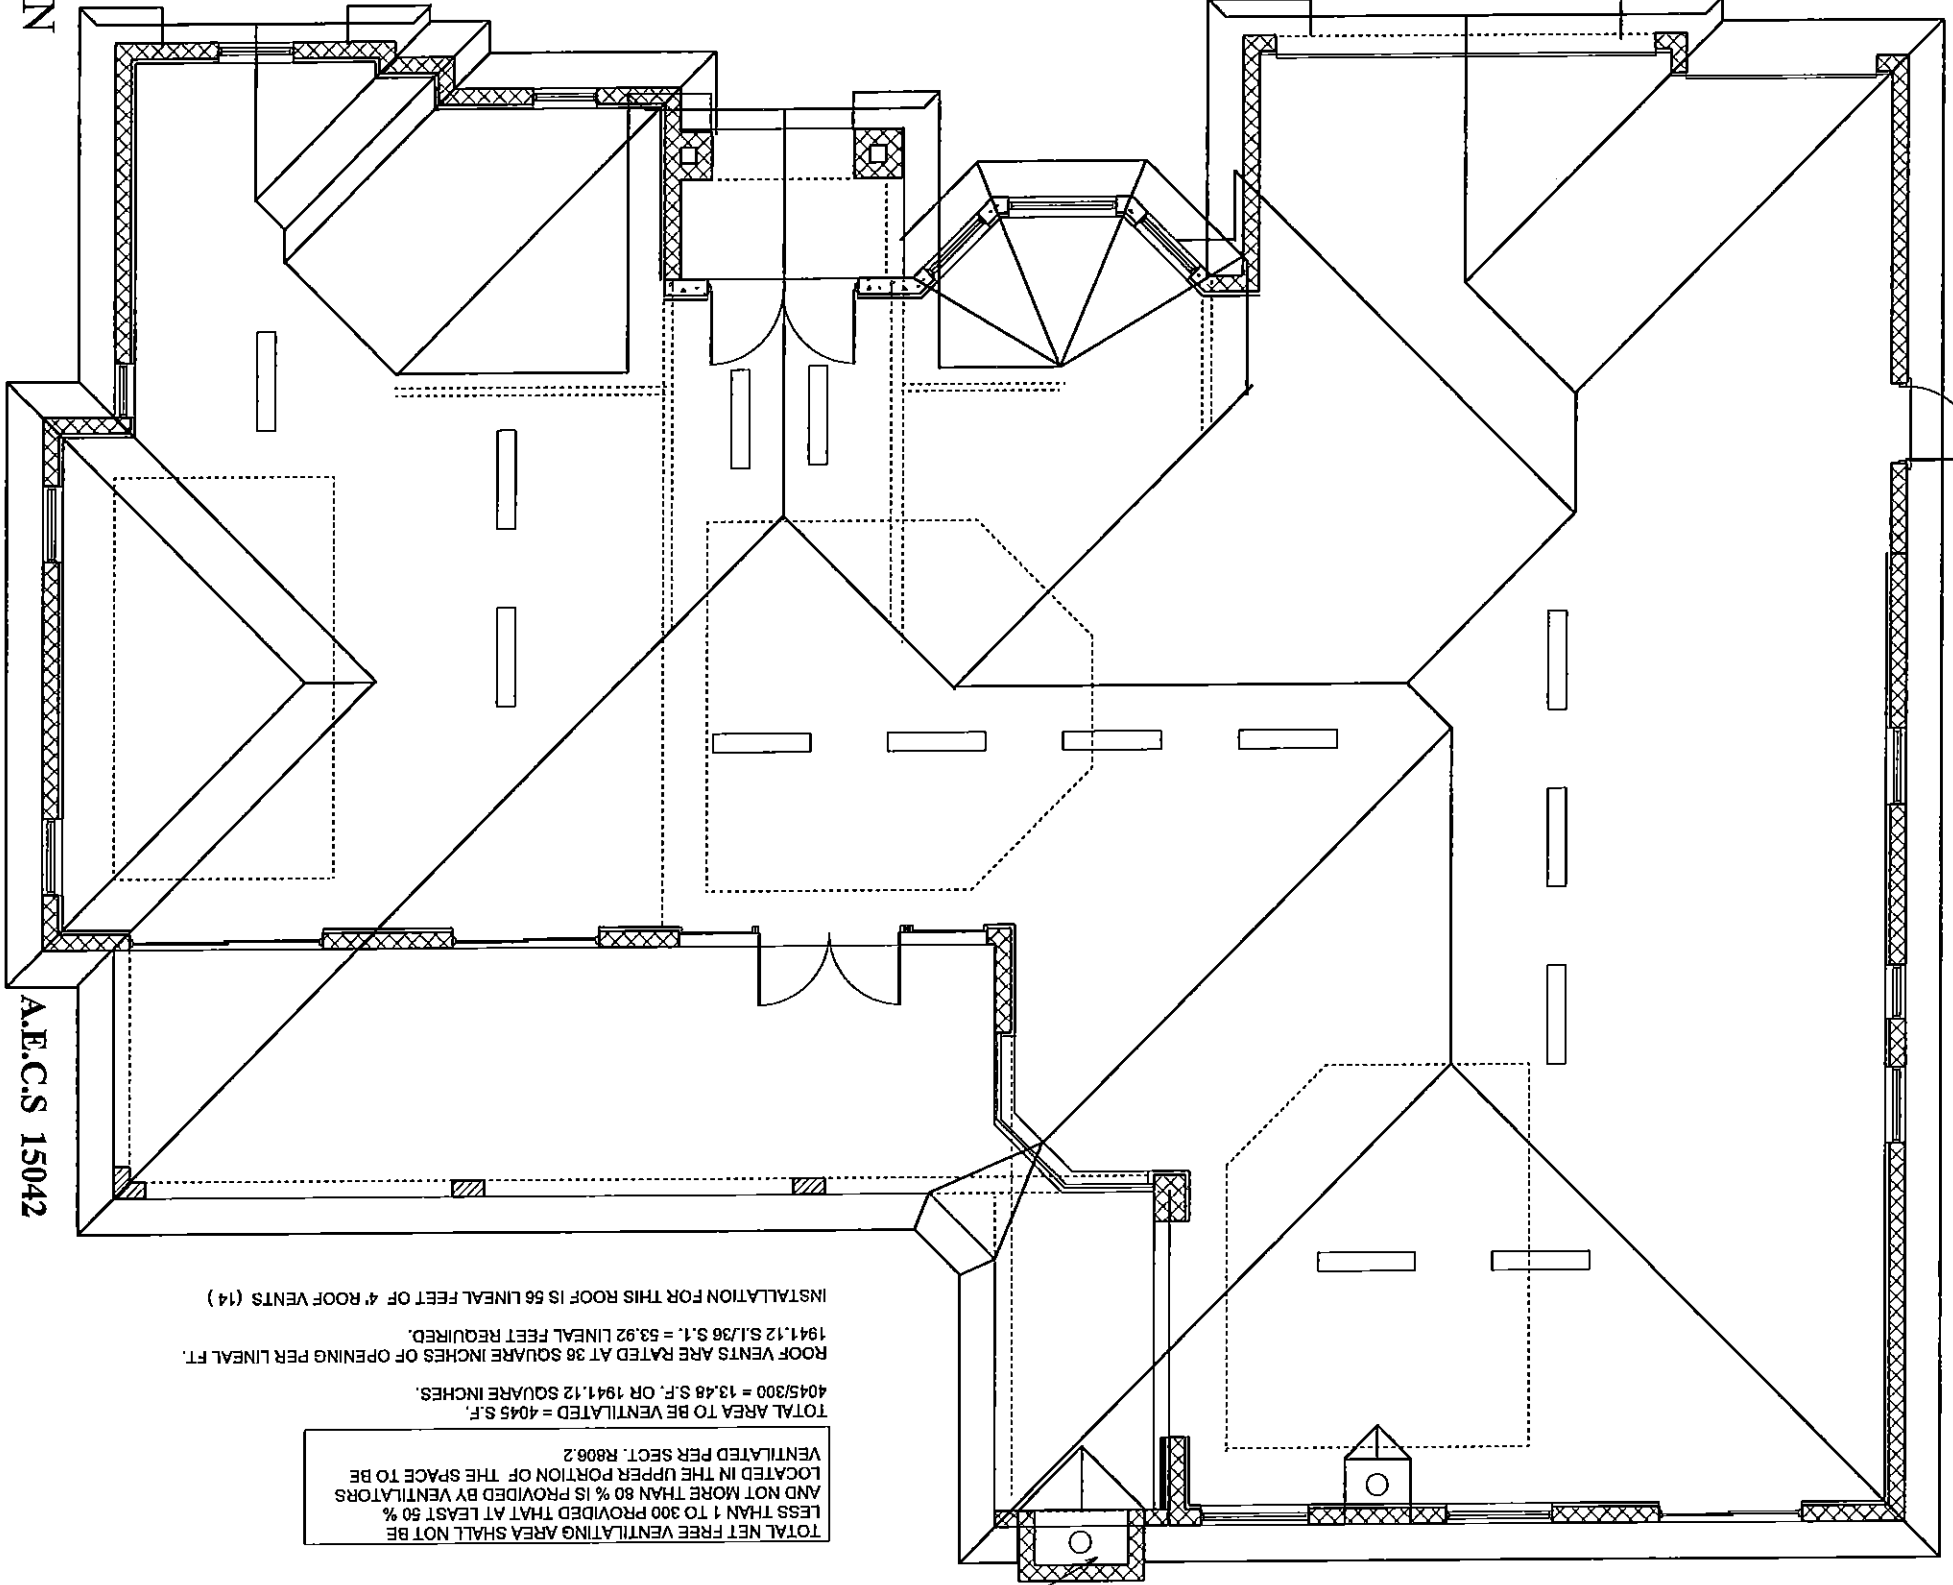 TOTAL NET FREE VENTILATING AREA SHALL NOT BE
LESS THAN 1 TO 300 PROVIDED THAT AT LEAST 50 %
AND NOT MORE THAN 80 % IS PROVIDED BY VENTILATORS
LOCATED IN THE UPPER PORTION OF THE SPACE TO BE
VENTILATED PER SECT. R806.2
TOTAL AREA TO BE VENTILATED = 4045 S.F.
4045/300 = 13.48 S.F. OR 1941.12 SQUARE INCHES.
ROOF VENTS ARE RATED AT 36 SQUARE INCHES OF OPENING PER LINEAL FT.
1941.12 S.I./36 S.1. = 53.92 LINEAL FEET REQUIRED.
INSTALLATION FOR THIS ROOF IS 56 LINEAL FEET OF 4' ROOF VENTS (14 )
A.E.C.S 15042